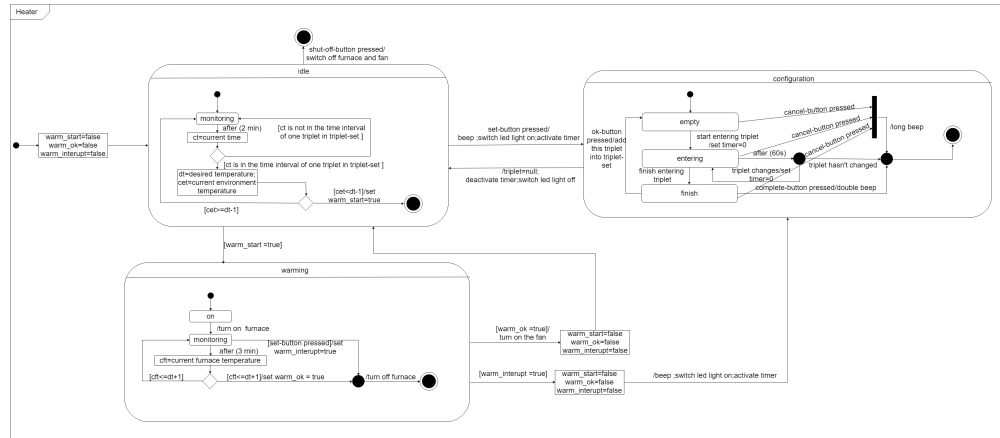 Heater
shut-off-button pressed/
switch off furnace and fan
idle
monitoring
[ct is not in the time interval
of one triplet in triplet-set ]
after (2 min)
ct=current time
[ct is in the time interval of one triplet in triplet-set ]
dt=desired temperature;
cet=current environment
temperature
[cet<dt-1]/set
warm_start=true
[cet>=dt-1]
warm_start=false
warm_ok=false
warm_interupt=false
set-button pressed/
beep ;switch led light on;activate timer
/triplet=null;
deactivate timer;switch led light off
configuration
empty
cancel-button pressed
ok-button
pressed/add
this triplet
into triplet-
set
start entering triplet
/set timer=0
cancel-button pressed
cancel-button pressed
/long beep
entering
after (60s)
triplet hasn't changed
finish entering
triplet
triplet changes/set
timer=0
finish
complete-button pressed/double beep
[warm_start =true]
warming
on
/turn on furnace
monitoring
[set-button pressed]/set
warm_interupt=true
after (3 min)
cft=current furnace temperature
[cft<=dt+1]
[cft<=dt+1]/set warm_ok = true
/turn off furnace
[warm_ok =true]/
turn on the fan
warm_start=false
warm_ok=false
warm_interupt=false
[warm_interupt =true]
warm_start=false
warm_ok=false
warm_interupt=false
/beep ;switch led light on;activate timer